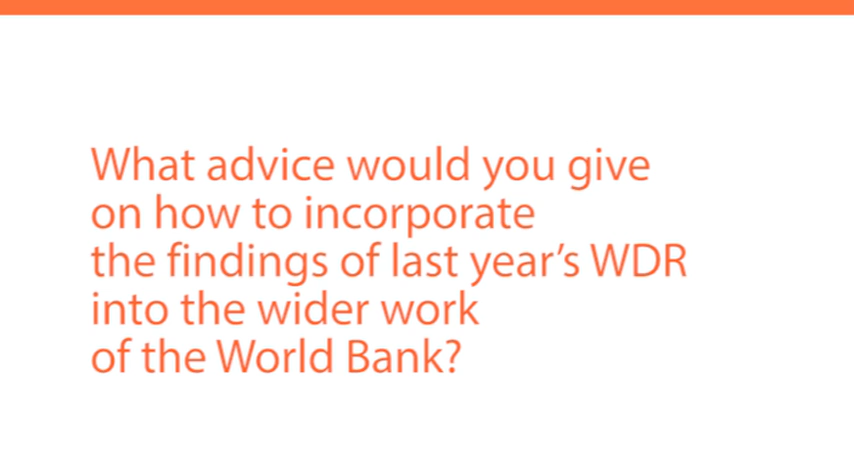 What advice would you give
on how to incorporate
the findings of last year’s WDR
into the wider work
of the World Bank?